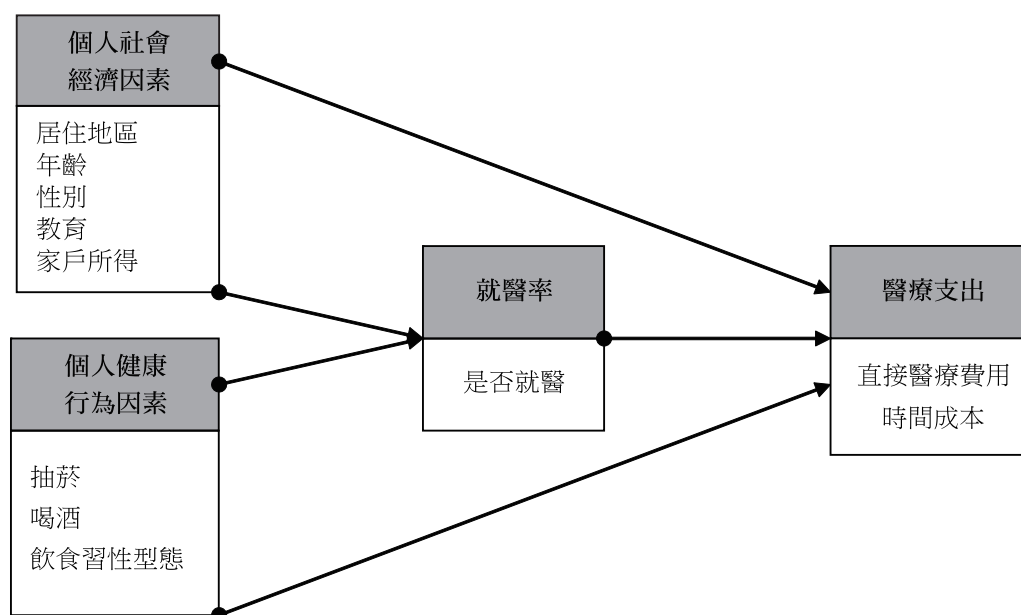 個人社會
經濟因素
居住地區
年齡
性別
教育
家戶所得
個人健康
行為因素
抽菸
喝酒
飲食習性型態
就醫率
是否就醫
醫療支出
直接醫療費用
時間成本